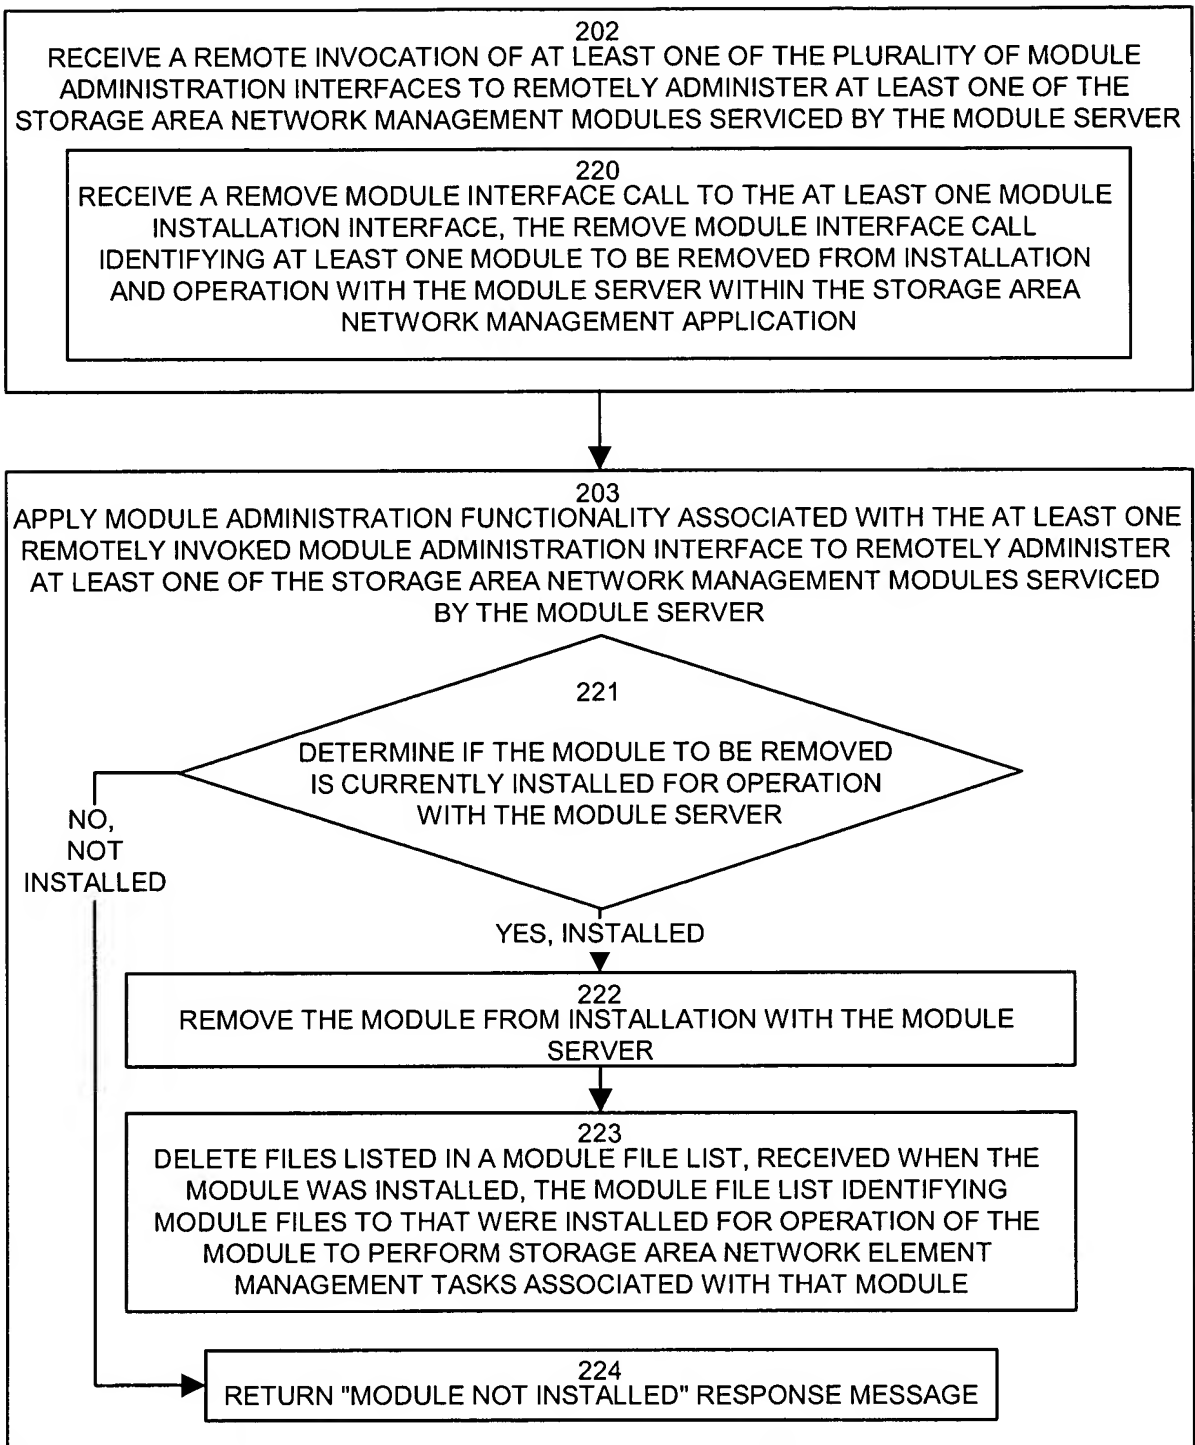 202
RECEIVE A REMOTE INVOCATION OF AT LEAST ONE OF THE PLURALITY OF MODULE
ADMINISTRATION INTERFACES TO REMOTELY ADMINISTER AT LEAST ONE OF THE
STORAGE AREA NETWORK MANAGEMENT MODULES SERVICED BY THE MODULE SERVER
220
RECEIVE A REMOVE MODULE INTERFACE CALL TO THE AT LEAST ONE MODULE
INSTALLATION INTERFACE, THE REMOVE MODULE INTERFACE CALL
IDENTIFYING AT LEAST ONE MODULE TO BE REMOVED FROM INSTALLATION
AND OPERATION WITH THE MODULE SERVER WITHIN THE STORAGE AREA
NETWORK MANAGEMENT APPLICATION
203
APPLY MODULE ADMINISTRATION FUNCTIONALITY ASSOCIATED WITH THE AT LEAST ONE
REMOTELY INVOKED MODULE ADMINISTRATION INTERFACE TO REMOTELY ADMINISTER
AT LEAST ONE OF THE STORAGE AREA NETWORK MANAGEMENT MODULES SERVICED
BY THE MODULE SERVER
221
DETERMINE IF THE MODULE TO BE REMOVED
IS CURRENTLY INSTALLED FOR OPERATION
WITH THE MODULE SERVER
NO,
NOT
INSTALLED
YES, INSTALLED
222
REMOVE THE MODULE FROM INSTALLATION WITH THE MODULE
SERVER
223
DELETE FILES LISTED IN A MODULE FILE LIST, RECEIVED WHEN THE
MODULE WAS INSTALLED, THE MODULE FILE LIST IDENTIFYING
MODULE FILES TO THAT WERE INSTALLED FOR OPERATION OF THE
MODULE TO PERFORM STORAGE AREA NETWORK ELEMENT
MANAGEMENT TASKS ASSOCIATED WITH THAT MODULE
224
RETURN "MODULE NOT INSTALLED" RESPONSE MESSAGE